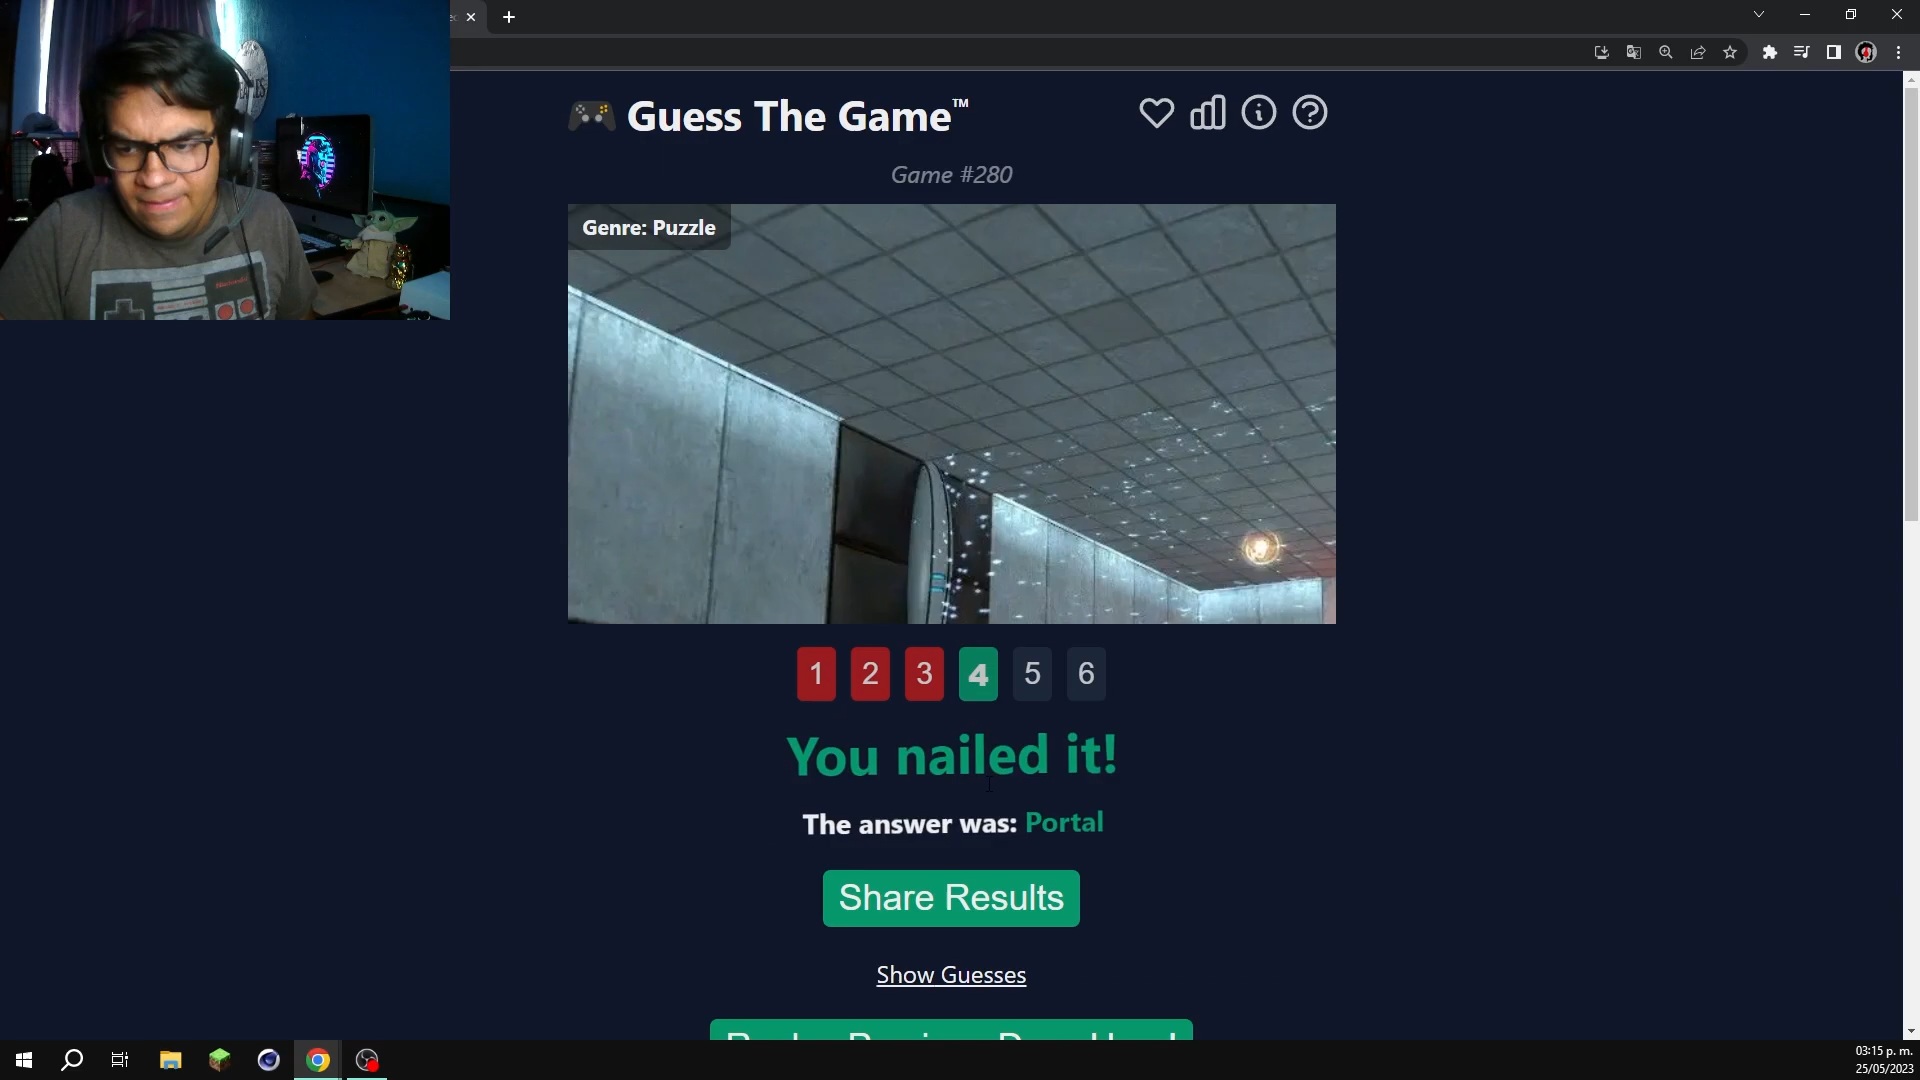 Guess The Game™
Game #280
Genre: Puzzle
1 2 3 4 5 6
You nailed it!
The answer was: Portal
Share Results
Show Guesses
03:15 p. m.
25/05/2023